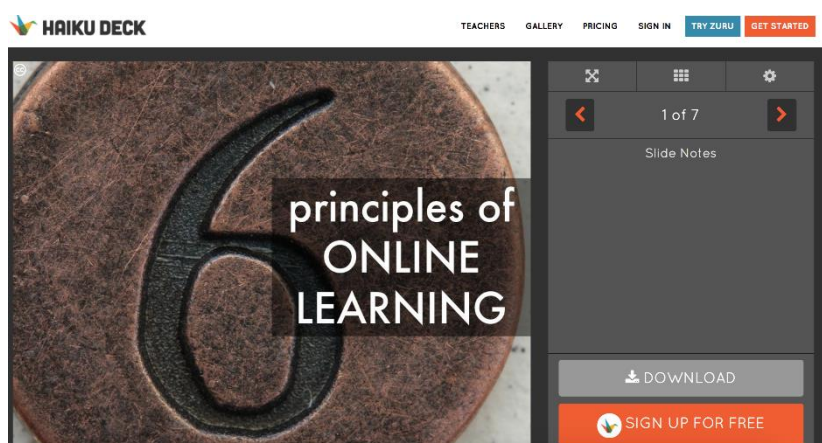 HAIKU DECK
TEACHERS GALLERY PRICING SIGN IN TRY ZURU GET STARTED
6
principles of
ONLINE
LEARNING
1 of 7
Slide Notes
DOWNLOAD
SIGN UP FOR FREE